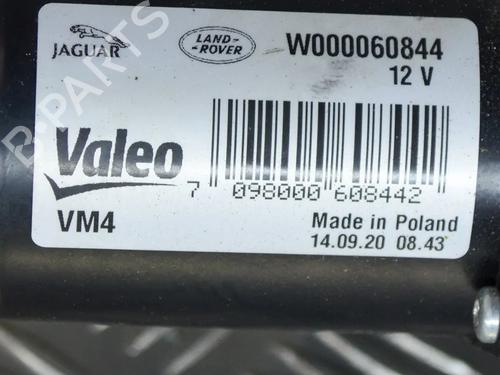 JAGUAR
LAND-
-ROVER
W000060844
12 V
Valeo
7 098000 608442
VM4
Made in Poland
14.09.20 08.43
B-PARTS